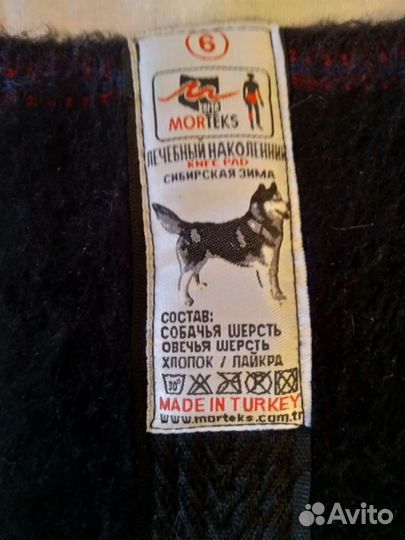 6
MORTEKS
ЛЕЧЕБНЫЙ НАКОЛЕННИК
KNEE PAD
СИБИРСКАЯ ЗИМА
СОСТАВ:
СОБАЧЬЯ ШЕРСТЬ
ОВЕЧЬЯ ШЕРСТЬ
ХЛОПОК / ЛАЙКРА
30°
MADE IN TURKEY
www.morteks.com.tr
Avito